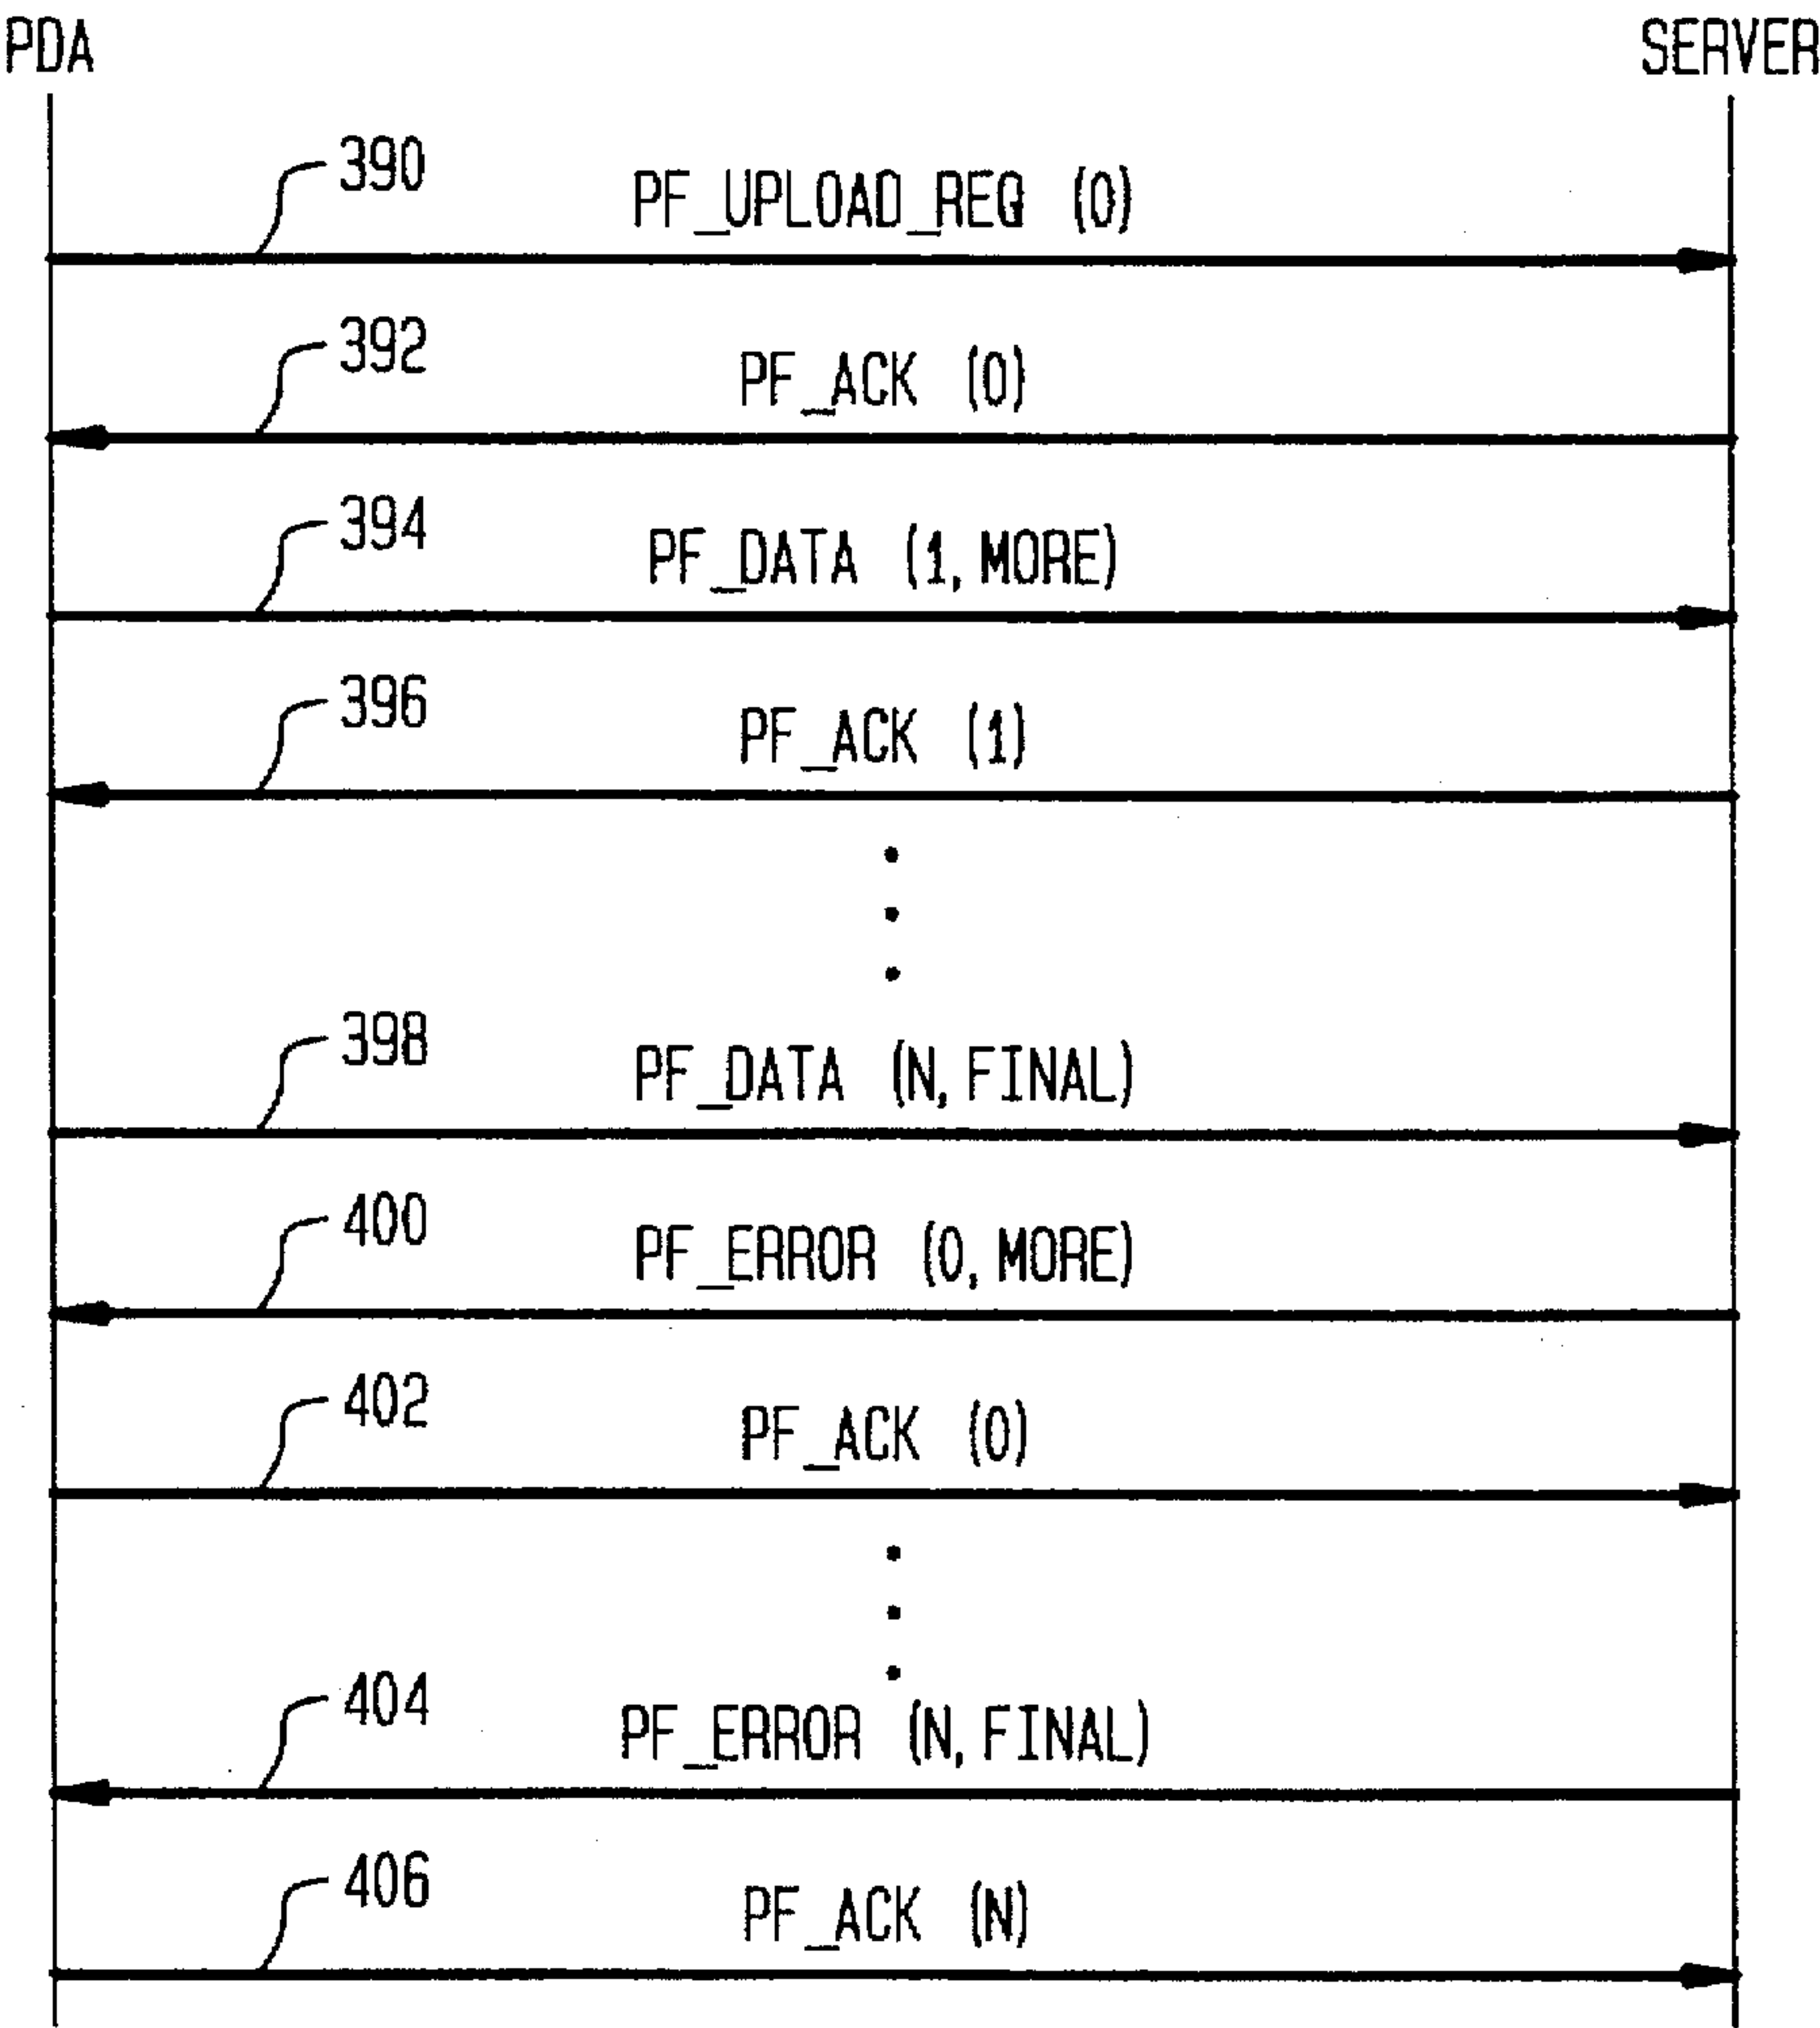 PDA SERVER
390 PF_UPLOAD_REQ (0)
392 PF_ACK (0)
394 PF_DATA (1, MORE)
396 PF_ACK (1)
398 PF_DATA (N, FINAL)
400 PF_ERROR (0, MORE)
402 PF_ACK (0)
404 PF_ERROR (N, FINAL)
406 PF_ACK (N)